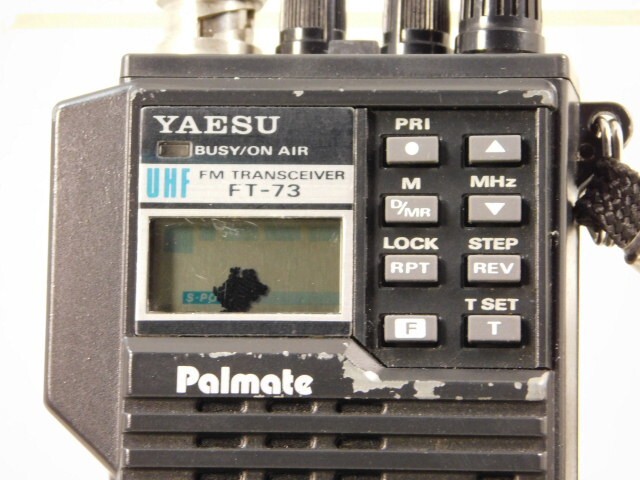 YAESU
BUSY/ON AIR
UHF FM TRANSCEIVER
FT-73
PRI
M
MHz
D/MR
LOCK
STEP
RPT
REV
T SET
F
T
Palmate